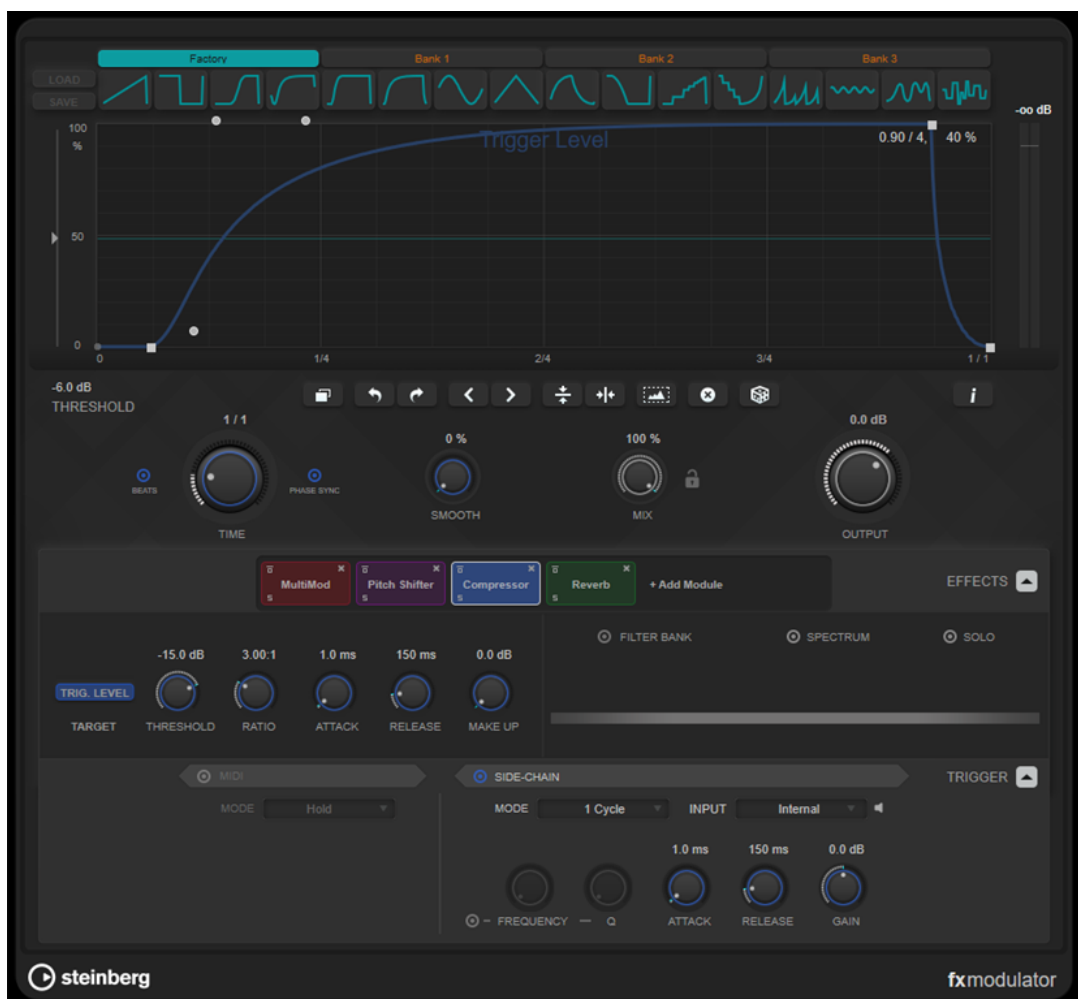 Factory Bank 1 Bank 2 Bank 3
LOAD
SAVE
-oo dB
100
%
Trigger Level
0.90 / 4, 40 %
50
0
0 1/4 2/4 3/4 1 / 1
-6.0 dB
THRESHOLD
i
1 / 1
0 %
100 %
0.0 dB
BEATS
PHASE SYNC
SMOOTH
MIX
TIME
OUTPUT
MultiMod
S
Pitch Shifter
S
Compressor
S
Reverb
S
+ Add Module
EFFECTS
FILTER BANK SPECTRUM SOLO
-15.0 dB 3.00:1 1.0 ms 150 ms 0.0 dB
TRIG. LEVEL
TARGET THRESHOLD RATIO ATTACK RELEASE MAKE UP
MIDI
SIDE-CHAIN
TRIGGER
MODE Hold
MODE 1 Cycle INPUT Internal
1.0 ms 150 ms 0.0 dB
FREQUENCY Q ATTACK RELEASE GAIN
steinberg
fxmodulator